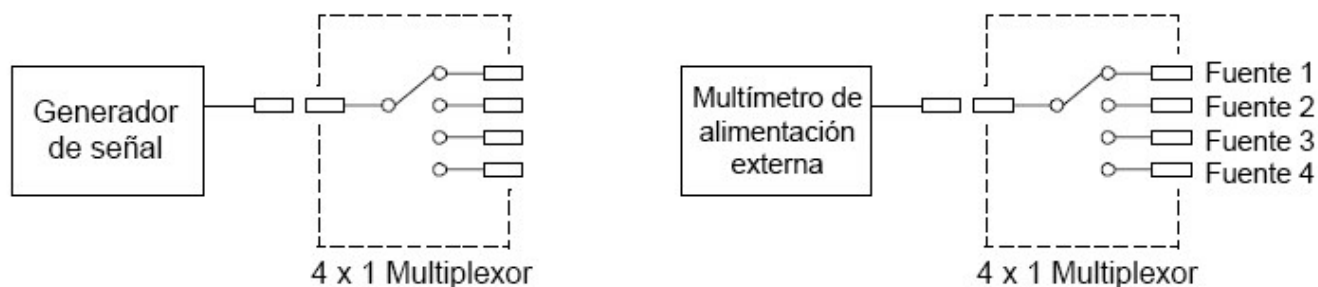 Generador
de señal
4 x 1 Multiplexor
Multímetro de
alimentación
externa
Fuente 1
Fuente 2
Fuente 3
Fuente 4
4 x 1 Multiplexor